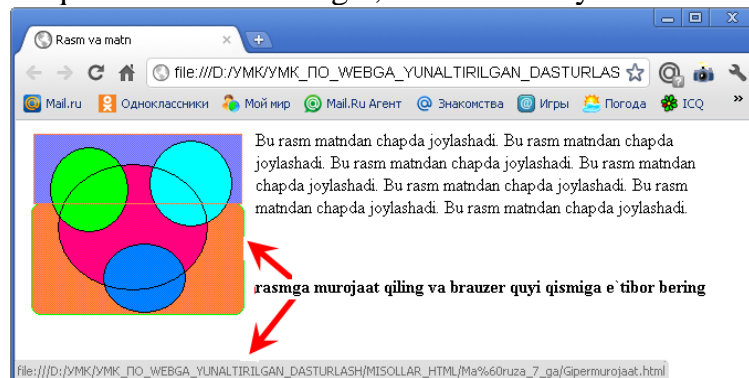 Rasm va matn
file:///D:/УМК/УМК_ПО_WEBGA_YUNALTIRILGAN_DASTURLAS
Mail.ru Одноклассники Мой мир Mail.Ru Агент Знакомства Игры Погода ICQ »
Bu rasm matndan chapda joylashadi. Bu rasm matndan chapda
joylashadi. Bu rasm matndan chapda joylashadi. Bu rasm
matndan chapda joylashadi. Bu rasm matndan chapda joylashadi. Bu rasm
matndan chapda joylashadi. Bu rasm matndan chapda joylashadi.
rasmga murojaat qiling va brauzer quyi qismiga e`tibor bering
file:///D:/УМК/УМК_ПО_WEBGA_YUNALTIRILGAN_DASTURLASH/MISOLLAR_HTML/Ma%60ruza_7_ga/Gipermurojaat.html